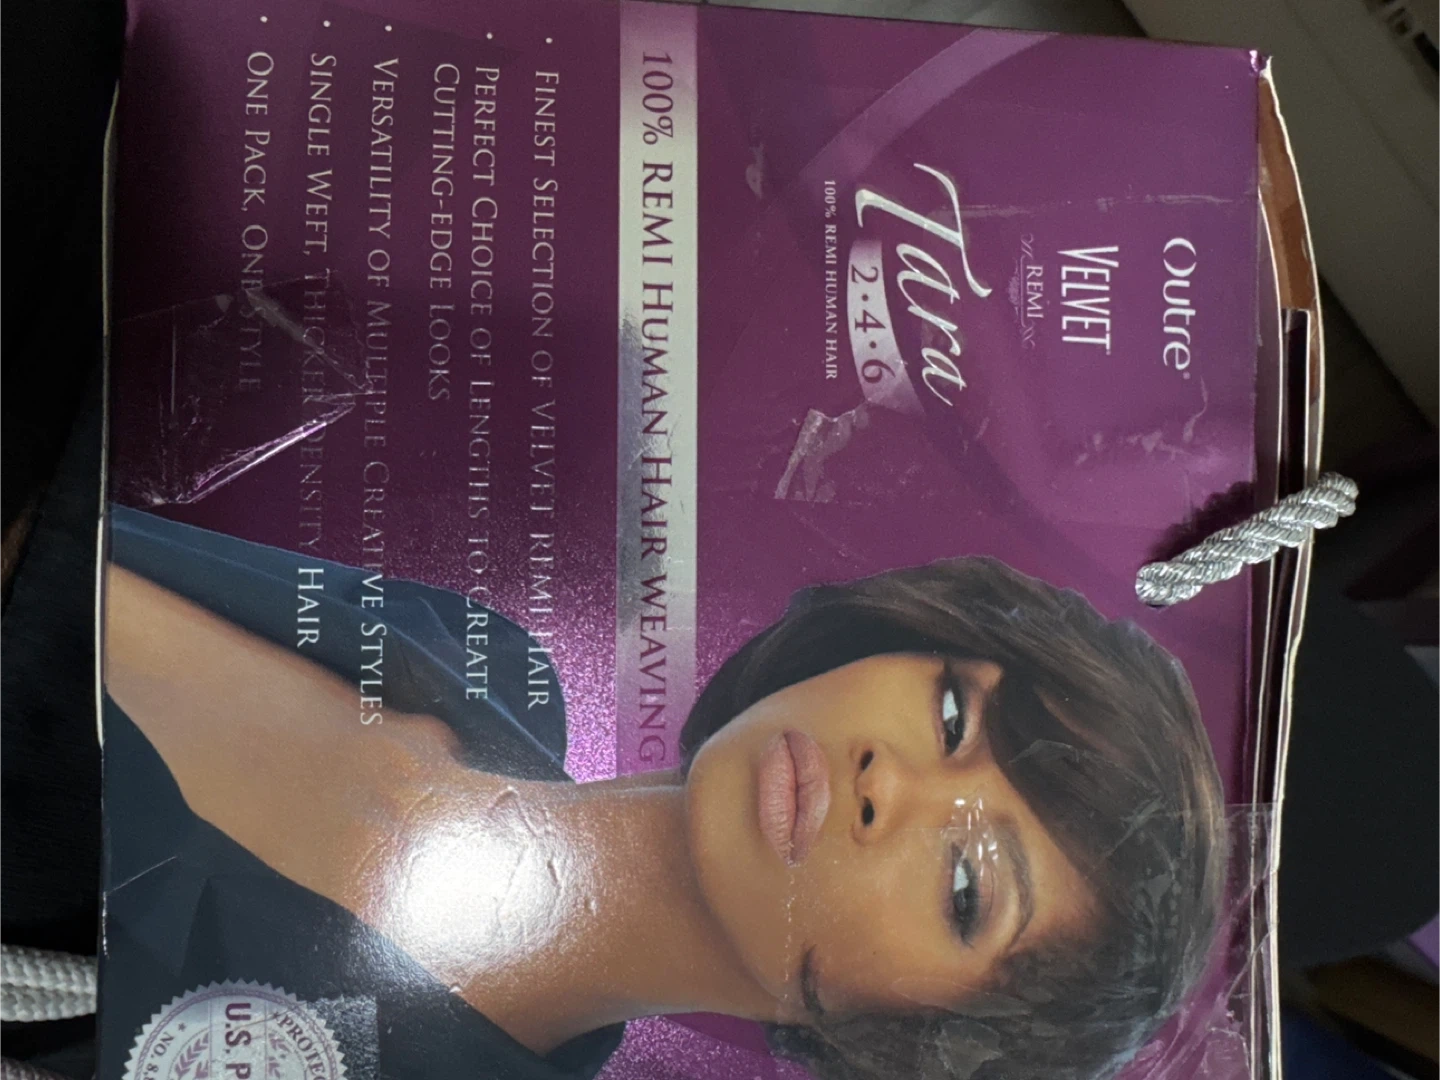 Outre®
VELVET
REMI
Tara
2•4•6
100% REMI HUMAN HAIR
100% REMI HUMAN HAIR WEAVING
• FINEST SELECTION OF VELVET REMI HAIR
• PERFECT CHOICE OF LENGTHS TO CREATE
CUTTING-EDGE LOOKS
• VERSATILITY OF MULTIPLE CREATIVE STYLES
• SINGLE WEFT, THICKER DENSITY HAIR
• ONE PACK, ONE STYLE
U.S.